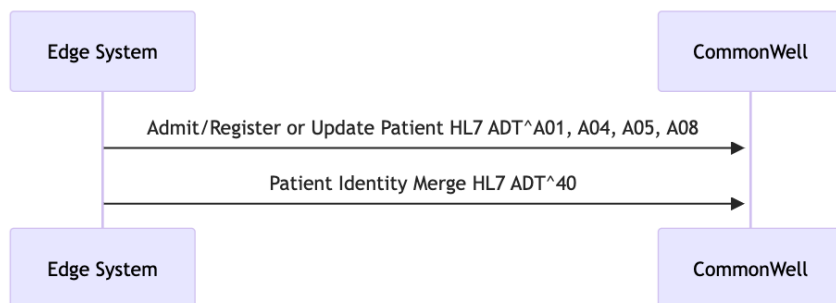 Edge System
CommonWell
Admit/Register or Update Patient HL7 ADT^A01, A04, A05, A08
Patient Identity Merge HL7 ADT^40
Edge System
CommonWell